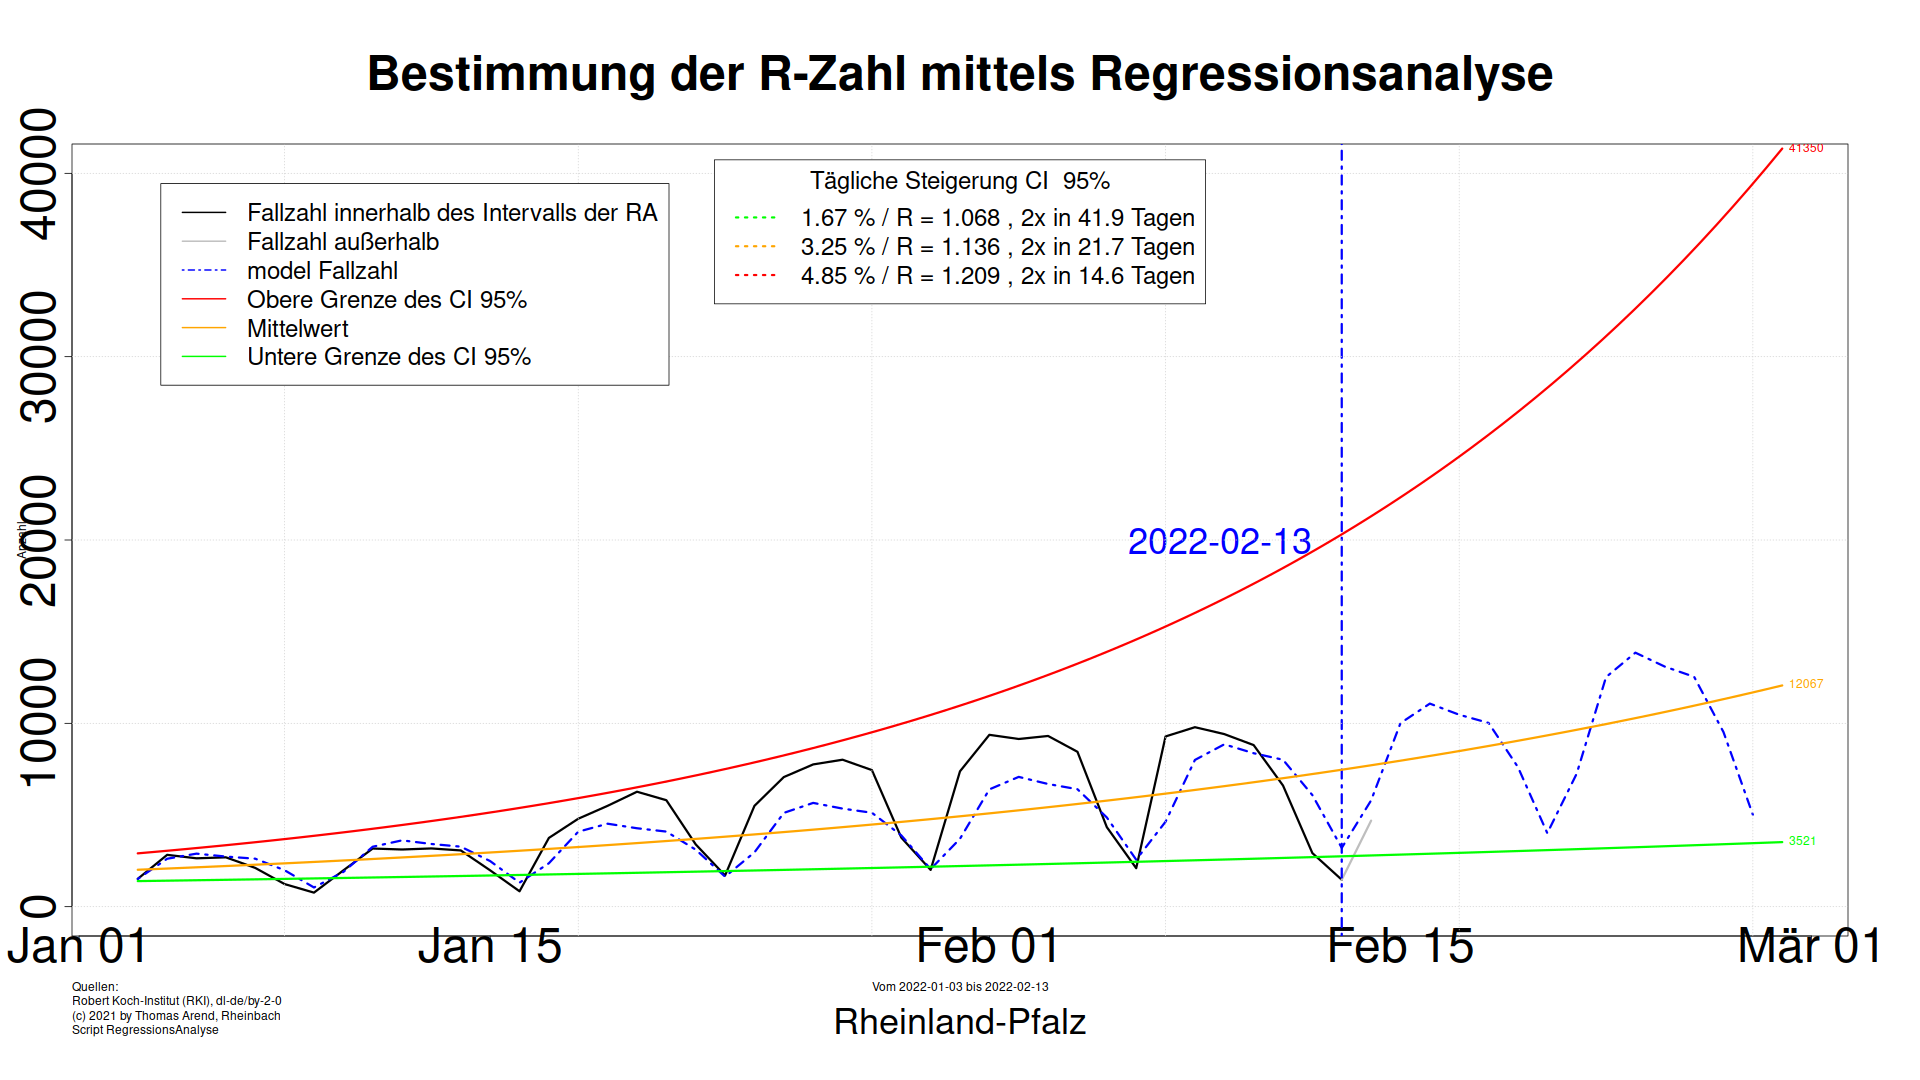 Bestimmung der R-Zahl mittels Regressionsanalyse
40000
30000
20000
10000
0
Anzahl
Fallzahl innerhalb des Intervalls der RA
Fallzahl außerhalb
model Fallzahl
Obere Grenze des CI 95%
Mittelwert
Untere Grenze des CI 95%
Tägliche Steigerung CI 95%
1.67 % / R = 1.068 , 2x in 41.9 Tagen
3.25 % / R = 1.136 , 2x in 21.7 Tagen
4.85 % / R = 1.209 , 2x in 14.6 Tagen
41350
2022-02-13
12067
3521
Jan 01 Jan 15 Feb 01 Feb 15 Mär 01
Quellen:
Robert Koch-Institut (RKI), dl-de/by-2-0
(c) 2021 by Thomas Arend, Rheinbach
Script RegressionsAnalyse
Vom 2022-01-03 bis 2022-02-13
Rheinland-Pfalz